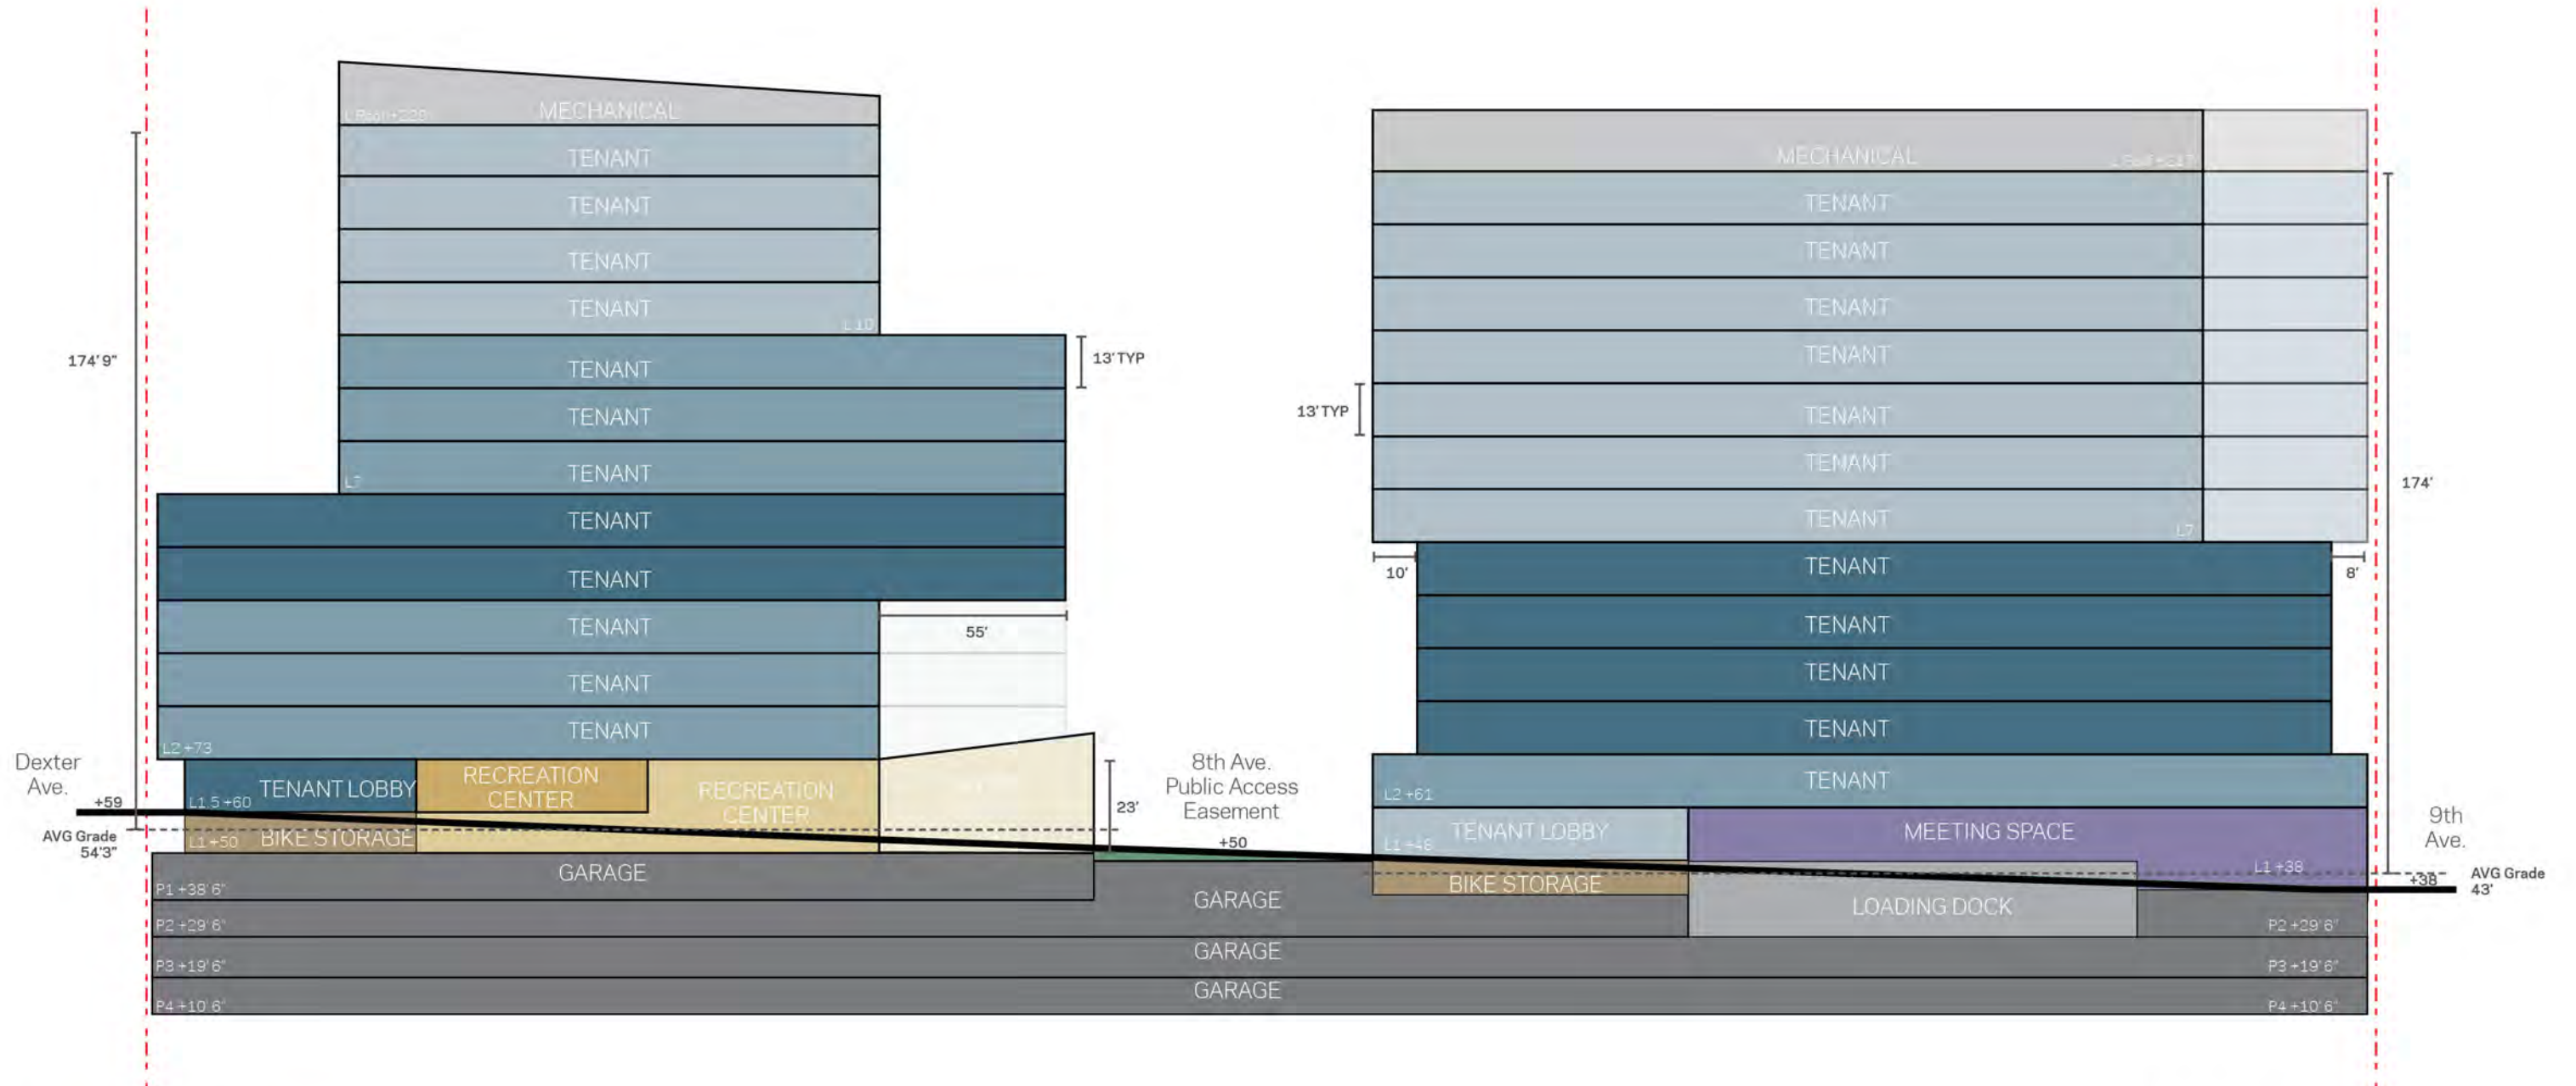 MECHANICAL
TENANT
TENANT
TENANT
TENANT
L 10
TENANT
13' TYP
TENANT
TENANT
TENANT
TENANT
TENANT
55'
TENANT
TENANT
L2 +73
174' 9"
Dexter
Ave.
+59
AVG Grade
54'3"
TENANT LOBBY
L1.5 +60
RECREATION
CENTER
RECREATION
CENTER
BIKE STORAGE
L1 +50
23'
8th Ave.
Public Access
Easement
+50
GARAGE
P1 +38' 6"
P2 +29' 6"
P3 +19' 6"
P4 +10' 6"
GARAGE
GARAGE
GARAGE
MECHANICAL
TENANT
TENANT
TENANT
TENANT
13' TYP
TENANT
TENANT
TENANT
L7
10'
8'
TENANT
TENANT
TENANT
TENANT
TENANT
L2 +61
174'
TENANT LOBBY
MEETING SPACE
L1 +38
BIKE STORAGE
LOADING DOCK
9th
Ave.
+38
AVG Grade
43'
P2 +29' 6"
P3 +19' 6"
P4 +10' 6"